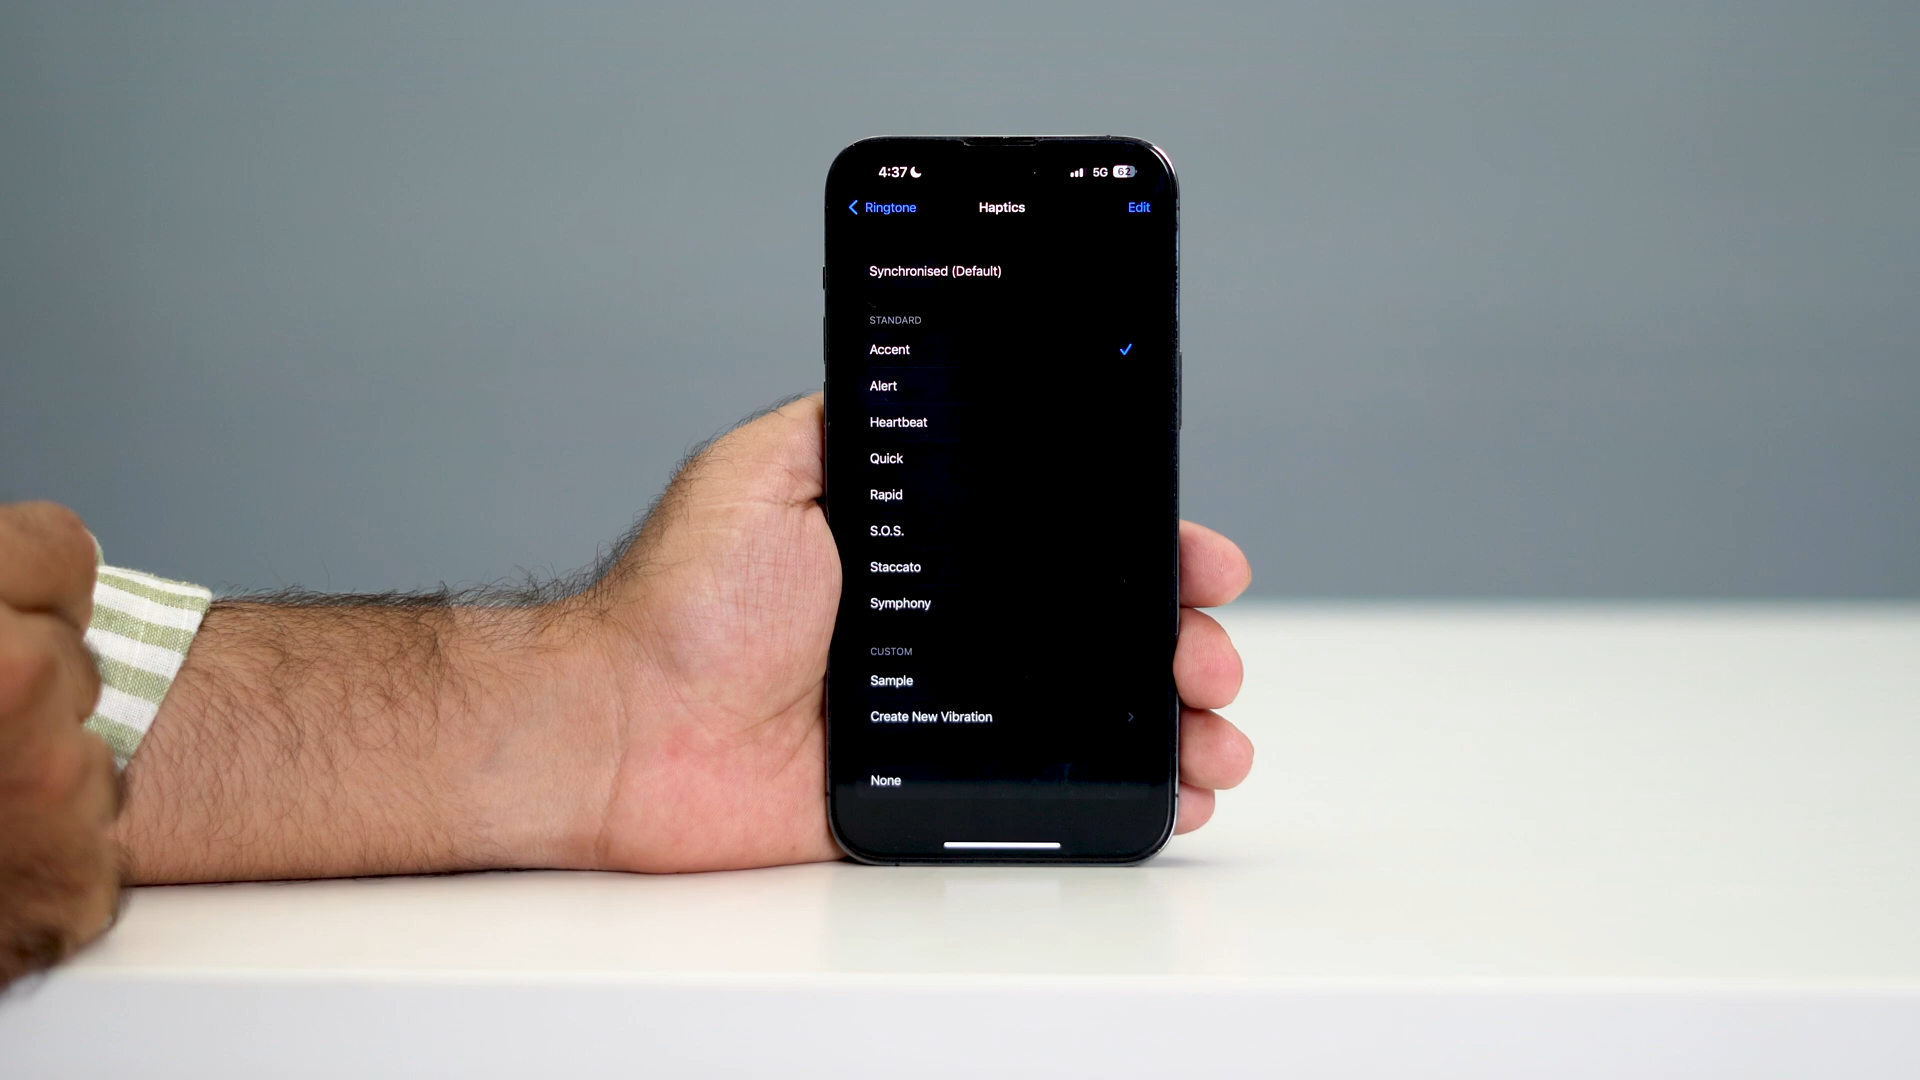 4:37 5G 62
Ringtone Haptics Edit
Synchronised (Default)
STANDARD
Accent
Alert
Heartbeat
Quick
Rapid
S.O.S.
Staccato
Symphony
CUSTOM
Sample
Create New Vibration
None